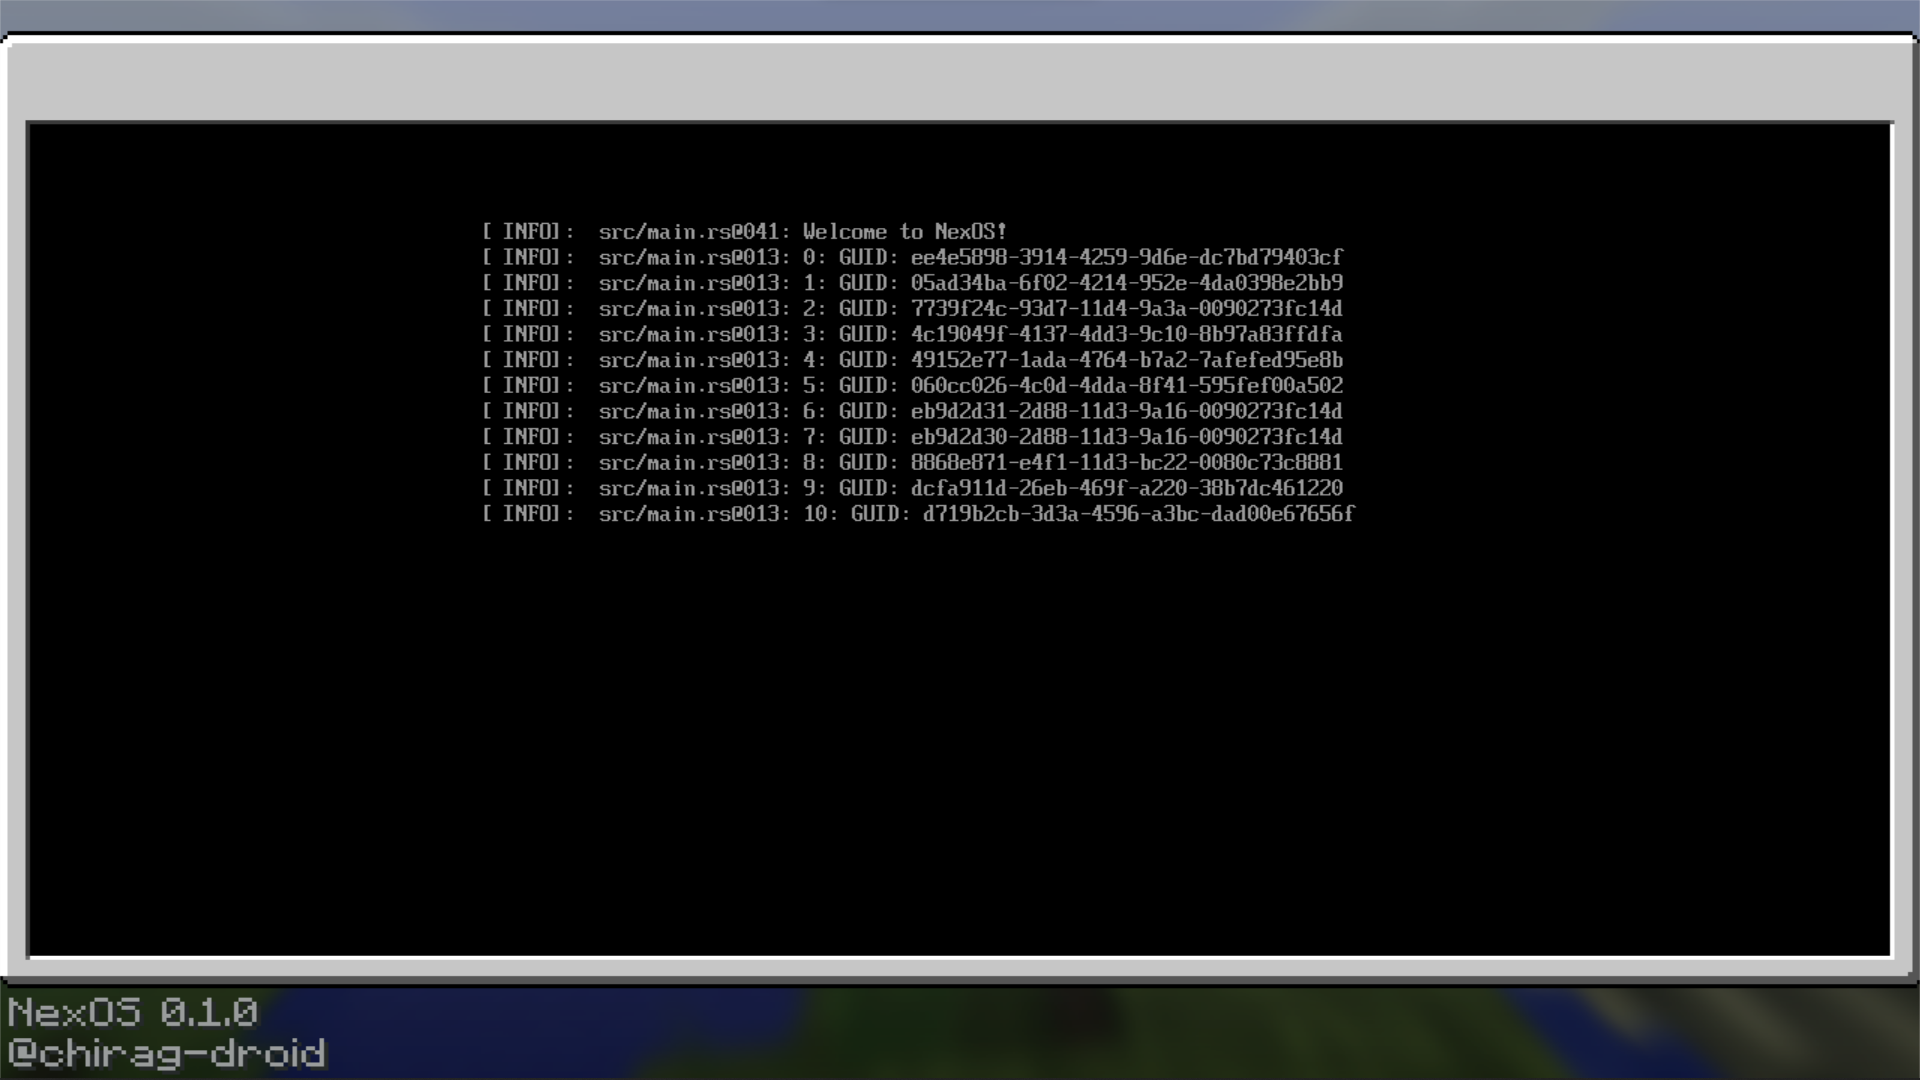 [ INFO]:  src/main.rs@041: Welcome to NexOS!
[ INFO]:  src/main.rs@013: 0: GUID: ee4e5898-3914-4259-9d6e-dc7bd79403cf
[ INFO]:  src/main.rs@013: 1: GUID: 05ad34ba-6f02-4214-952e-4da0398e2bb9
[ INFO]:  src/main.rs@013: 2: GUID: 7739f24c-93d7-11d4-9a3a-0090273fc14d
[ INFO]:  src/main.rs@013: 3: GUID: 4c19049f-4137-4dd3-9c10-8b97a83ffdfa
[ INFO]:  src/main.rs@013: 4: GUID: 49152e77-1ada-4764-b7a2-7afefed95e8b
[ INFO]:  src/main.rs@013: 5: GUID: 060cc026-4c0d-4dda-8f41-595fef00a502
[ INFO]:  src/main.rs@013: 6: GUID: eb9d2d31-2d88-11d3-9a16-0090273fc14d
[ INFO]:  src/main.rs@013: 7: GUID: eb9d2d30-2d88-11d3-9a16-0090273fc14d
[ INFO]:  src/main.rs@013: 8: GUID: 8868e871-e4f1-11d3-bc22-0080c73c8881
[ INFO]:  src/main.rs@013: 9: GUID: dcfa911d-26eb-469f-a220-38b7dc461220
[ INFO]:  src/main.rs@013: 10: GUID: d719b2cb-3d3a-4596-a3bc-dad00e67656f
NexOS 0.1.0
@chirag-droid